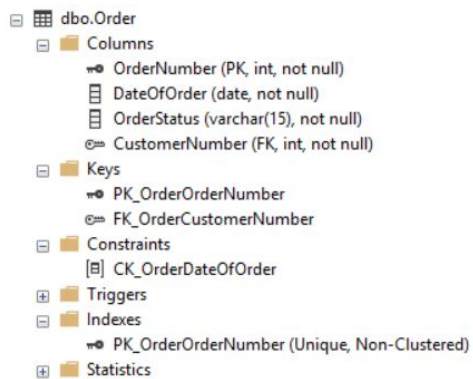 dbo.Order
Columns
OrderNumber (PK, int, not null)
DateOfOrder (date, not null)
OrderStatus (varchar(15), not null)
CustomerNumber (FK, int, not null)
Keys
PK_OrderOrderNumber
FK_OrderCustomerNumber
Constraints
CK_OrderDateOfOrder
Triggers
Indexes
PK_OrderOrderNumber (Unique, Non-Clustered)
Statistics